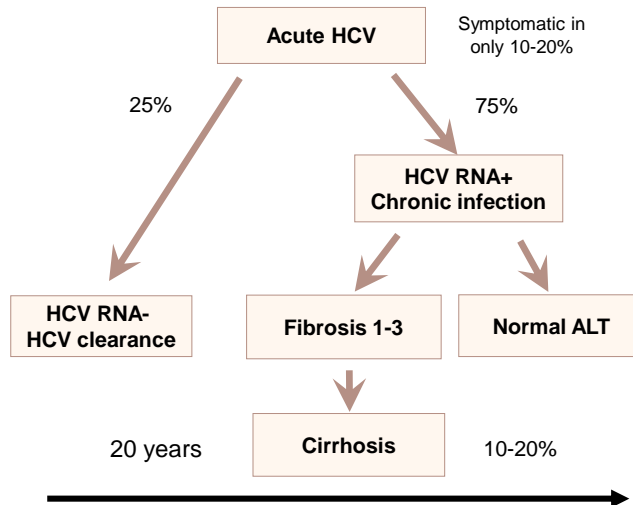 Acute HCV
Symptomatic in
only 10-20%
25%
75%
HCV RNA+
Chronic infection
HCV RNA-
HCV clearance
Fibrosis 1-3
Normal ALT
20 years
Cirrhosis
10-20%